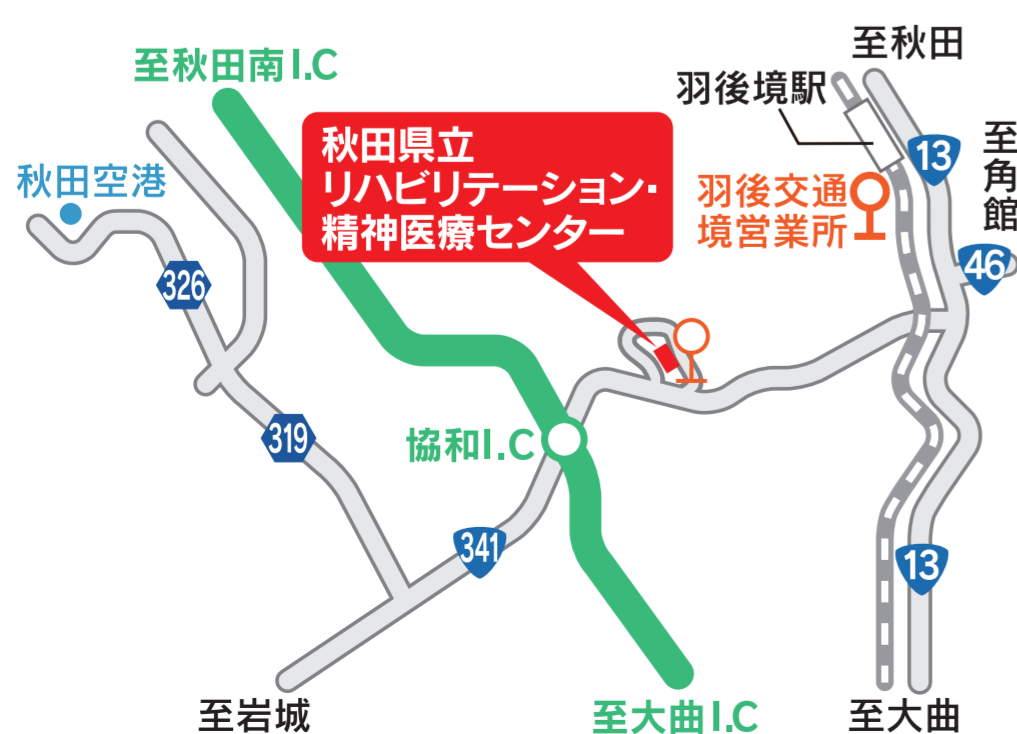 至秋田
至秋田南I.C
羽後境駅
秋田県立
リハビリテーション・
精神医療センター
13
至角館
秋田空港
羽後交通
境営業所
46
326
319
協和I.C
341
13
至岩城
至大曲I.C
至大曲